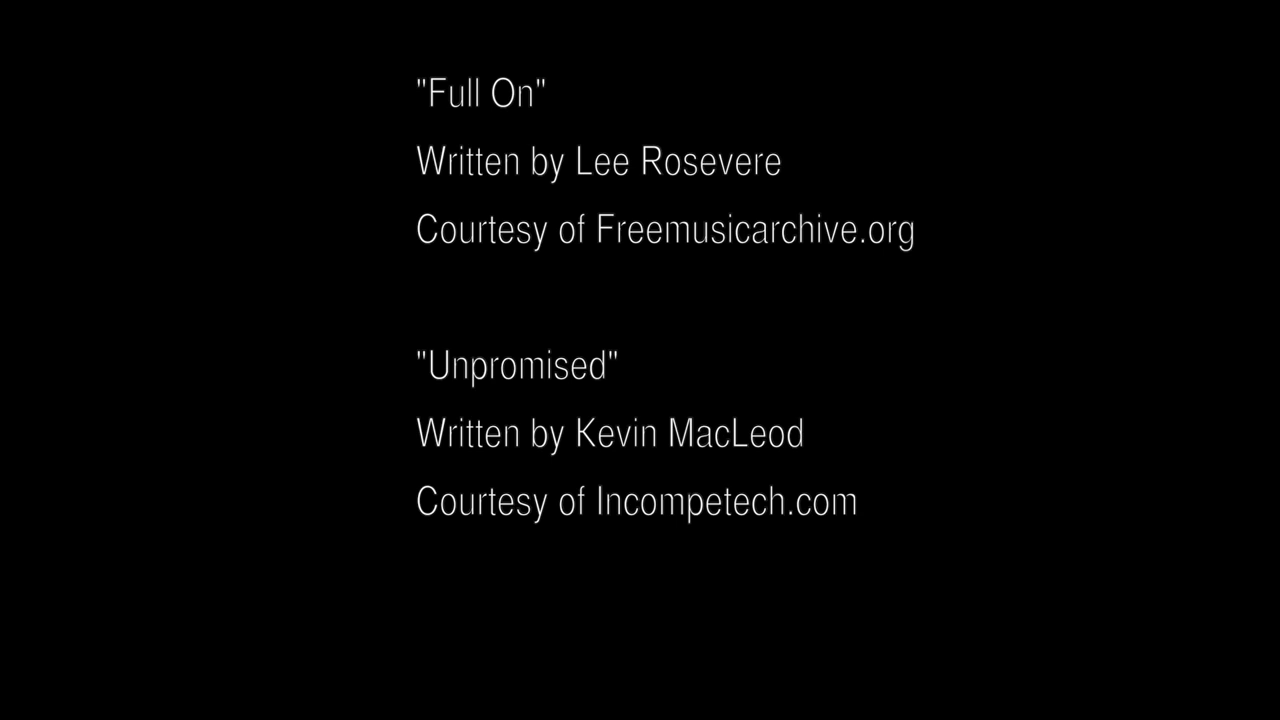 "Full On"
Written by Lee Rosevere
Courtesy of Freemusicarchive.org
"Unpromised"
Written by Kevin MacLeod
Courtesy of Incompetech.com